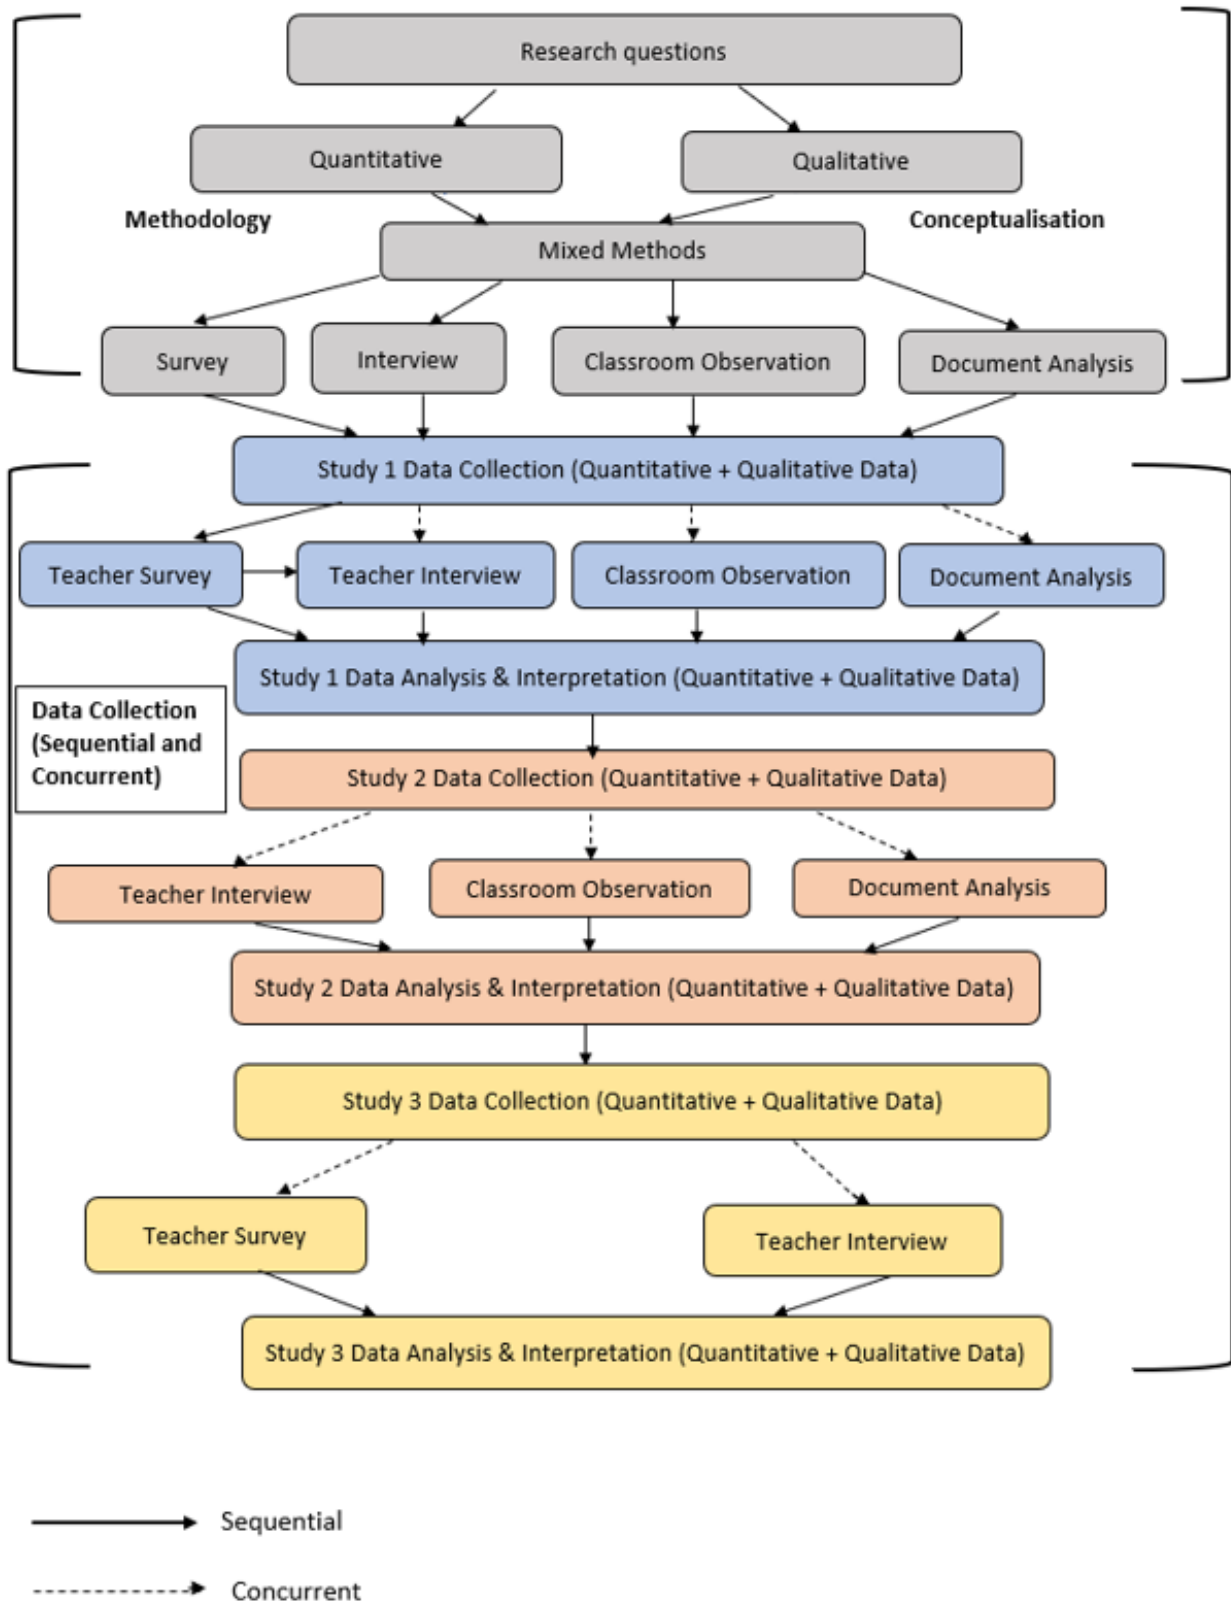 Research questions
Quantitative
Qualitative
Methodology
Conceptualisation
Mixed Methods
Survey
Interview
Classroom Observation
Document Analysis
Study 1 Data Collection (Quantitative + Qualitative Data)
Teacher Survey
Teacher Interview
Classroom Observation
Document Analysis
Study 1 Data Analysis & Interpretation (Quantitative + Qualitative Data)
Data Collection
(Sequential and
Concurrent)
Study 2 Data Collection (Quantitative + Qualitative Data)
Teacher Interview
Classroom Observation
Document Analysis
Study 2 Data Analysis & Interpretation (Quantitative + Qualitative Data)
Study 3 Data Collection (Quantitative + Qualitative Data)
Teacher Survey
Teacher Interview
Study 3 Data Analysis & Interpretation (Quantitative + Qualitative Data)
Sequential
Concurrent